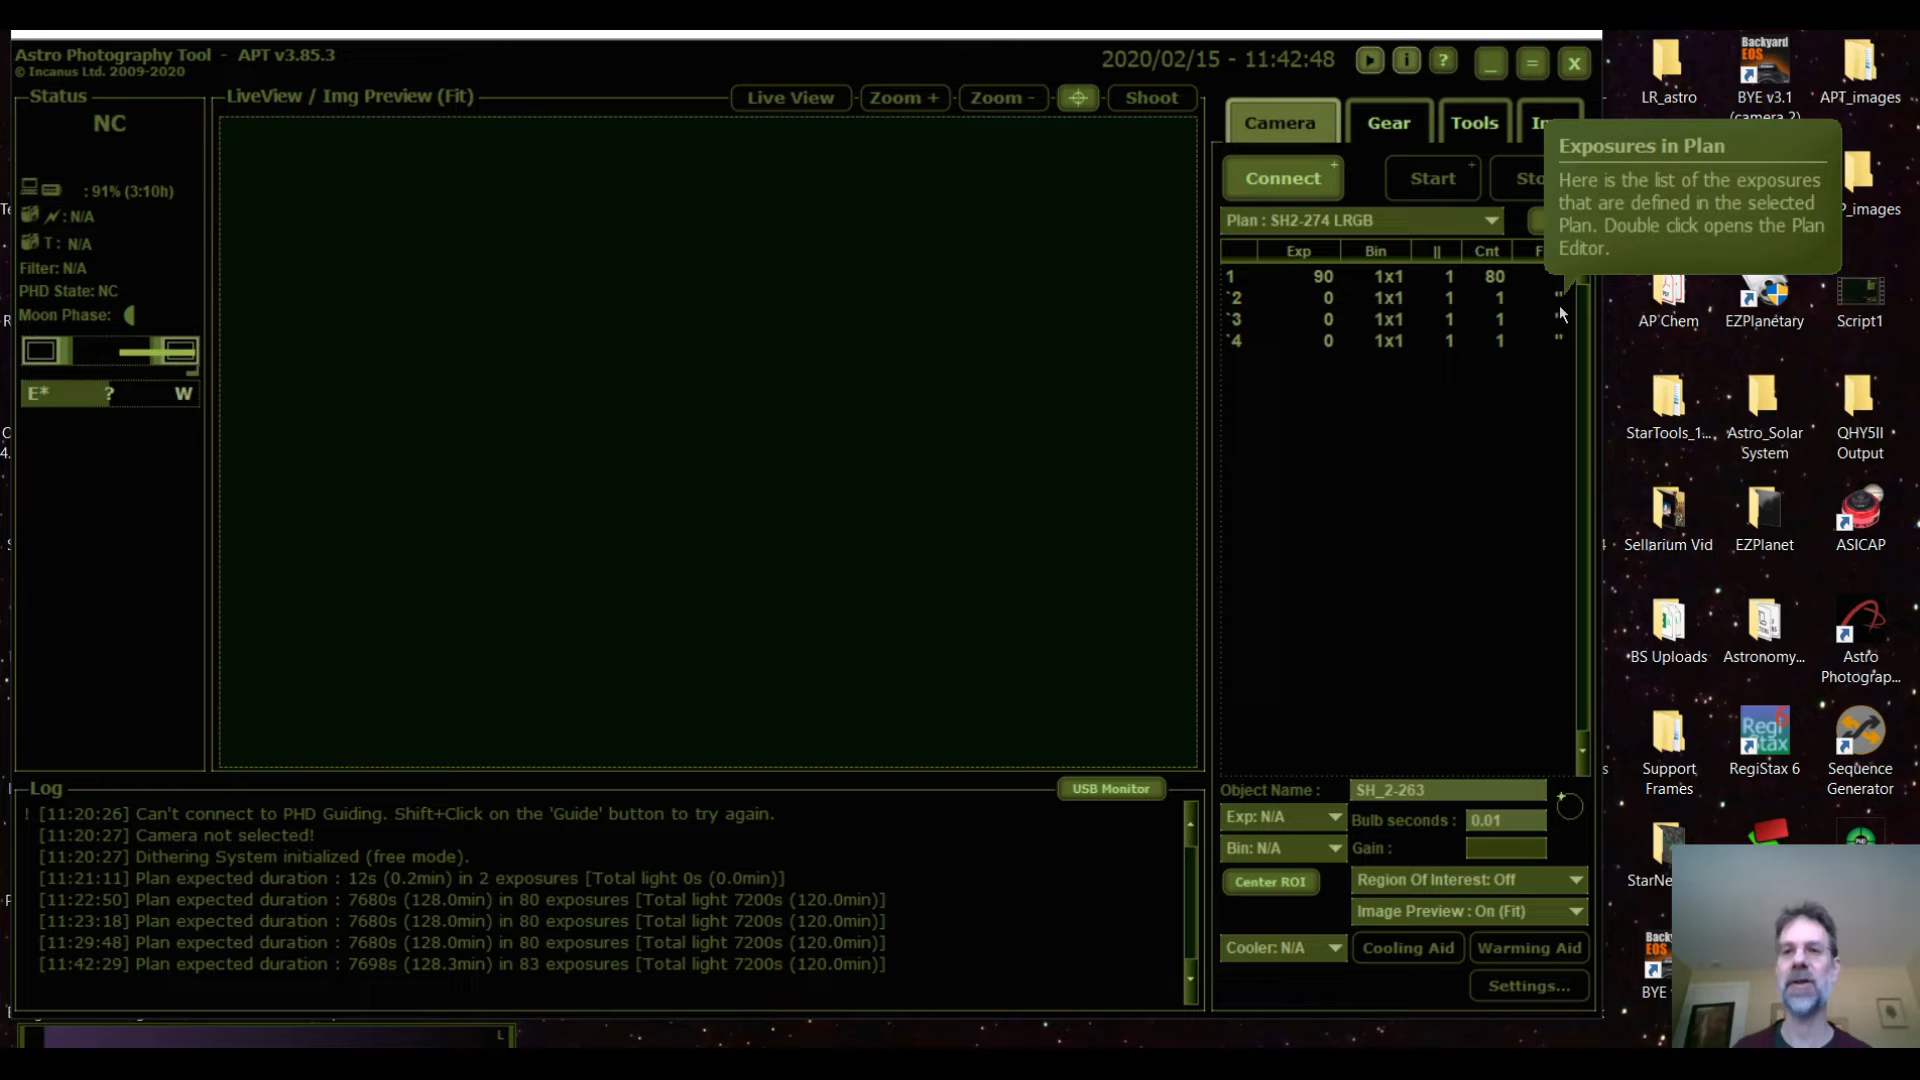 Astro Photography Tool - APT v3.85.3
© Incanus Ltd. 2009-2020
2020/02/15 - 11:42:48
i
?
_
=
X
Status
NC
: 91% (3:10h)
: N/A
T : N/A
Filter: N/A
PHD State: NC
Moon Phase:
E* ? W
LiveView / Img Preview (Fit)
Live View
Zoom +
Zoom -
Shoot
Camera
Gear
Tools
Connect +
Start +
Plan : SH2-274 LRGB
Exp Bin || Cnt
1 90 1x1 1 80
`2 0 1x1 1 1 "
`3 0 1x1 1 1 "
`4 0 1x1 1 1 "
Exposures in Plan
Here is the list of the exposures
that are defined in the selected
Plan. Double click opens the Plan
Editor.
Object Name : SH_2-263
Exp: N/A
Bulb seconds : 0.01
Bin: N/A
Gain :
Center ROI
Region Of Interest: Off
Image Preview : On (Fit)
Cooler: N/A
Cooling Aid
Warming Aid
Settings...
Log
USB Monitor
! [11:20:26] Can't connect to PHD Guiding. Shift+Click on the 'Guide' button to try again.
[11:20:27] Camera not selected!
[11:20:27] Dithering System initialized (free mode).
[11:21:11] Plan expected duration : 12s (0.2min) in 2 exposures [Total light 0s (0.0min)]
[11:22:50] Plan expected duration : 7680s (128.0min) in 80 exposures [Total light 7200s (120.0min)]
[11:23:18] Plan expected duration : 7680s (128.0min) in 80 exposures [Total light 7200s (120.0min)]
[11:29:48] Plan expected duration : 7680s (128.0min) in 80 exposures [Total light 7200s (120.0min)]
[11:42:29] Plan expected duration : 7698s (128.3min) in 83 exposures [Total light 7200s (120.0min)]
L
LR_astro
Backyard
EOS
BYE v3.1
(camera 2)
APT_images
P_images
AP Chem
EZPlanetary
Script1
StarTools_1...
Astro_Solar
System
QHY5II
Output
Sellarium Vid
EZPlanet
ASICAP
BS Uploads
Astronomy...
Astro
Photograp...
Support
Frames
Regi
Stax
6
RegiStax 6
Sequence
Generator
PHD
EOS
BYE